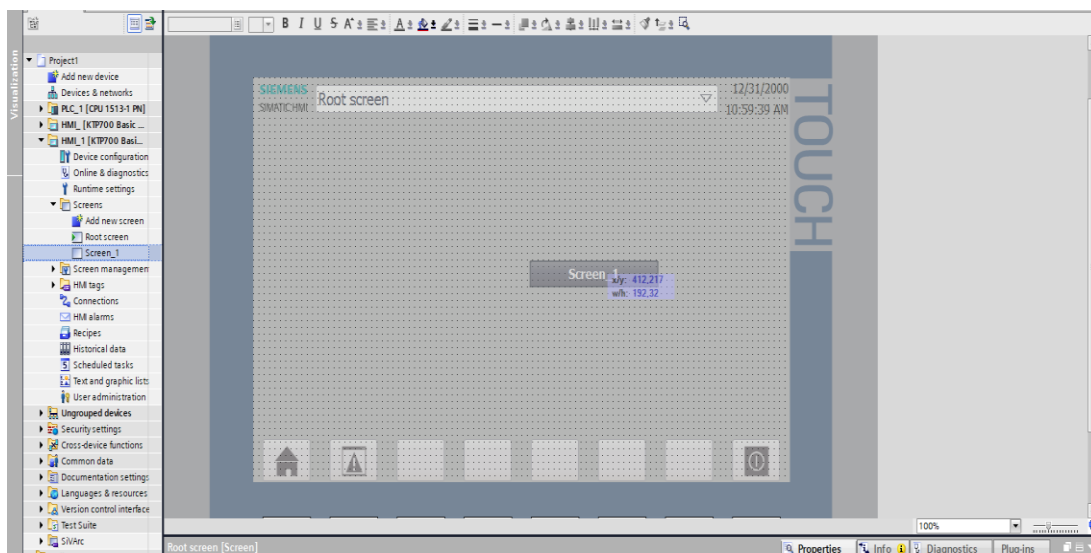 B I U S A
Visualization
Project1
Add new device
Devices & networks
PLC_1 [CPU 1513-1 PN]
HMI_ [KTP700 Basic ...
HMI_1 [KTP700 Basi...
Device configuration
Online & diagnostics
Runtime settings
Screens
Add new screen
Root screen
Screen_1
Screen managemen
HMI tags
Connections
HMI alarms
Recipes
Historical data
Scheduled tasks
Text and graphic lists
User administration
Ungrouped devices
Security settings
Cross-device functions
Common data
Documentation settings
Languages & resources
Version control interface
Test Suite
SiVArc
SIEMENS
SIMATIC HMI
Root screen
12/31/2000
10:59:39 AM
TOUCH
Screen_1
x/y: 412,217
w/h: 192,32
100%
Root screen [Screen]
Properties
Info
Diagnostics
Plug-ins